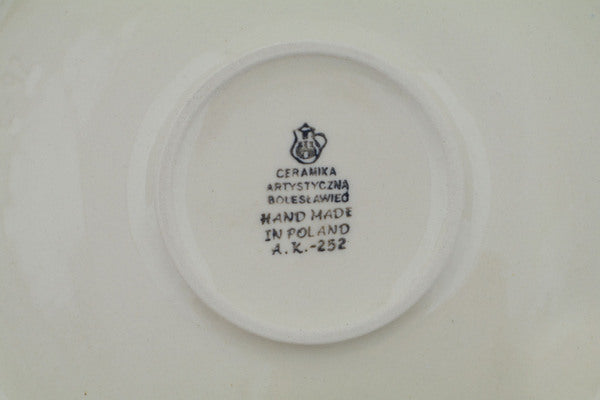 CERAMIKA
ARTYSTYCZNA
BOLESŁAWIEC
HAND MADE
IN POLAND
A.K.-252